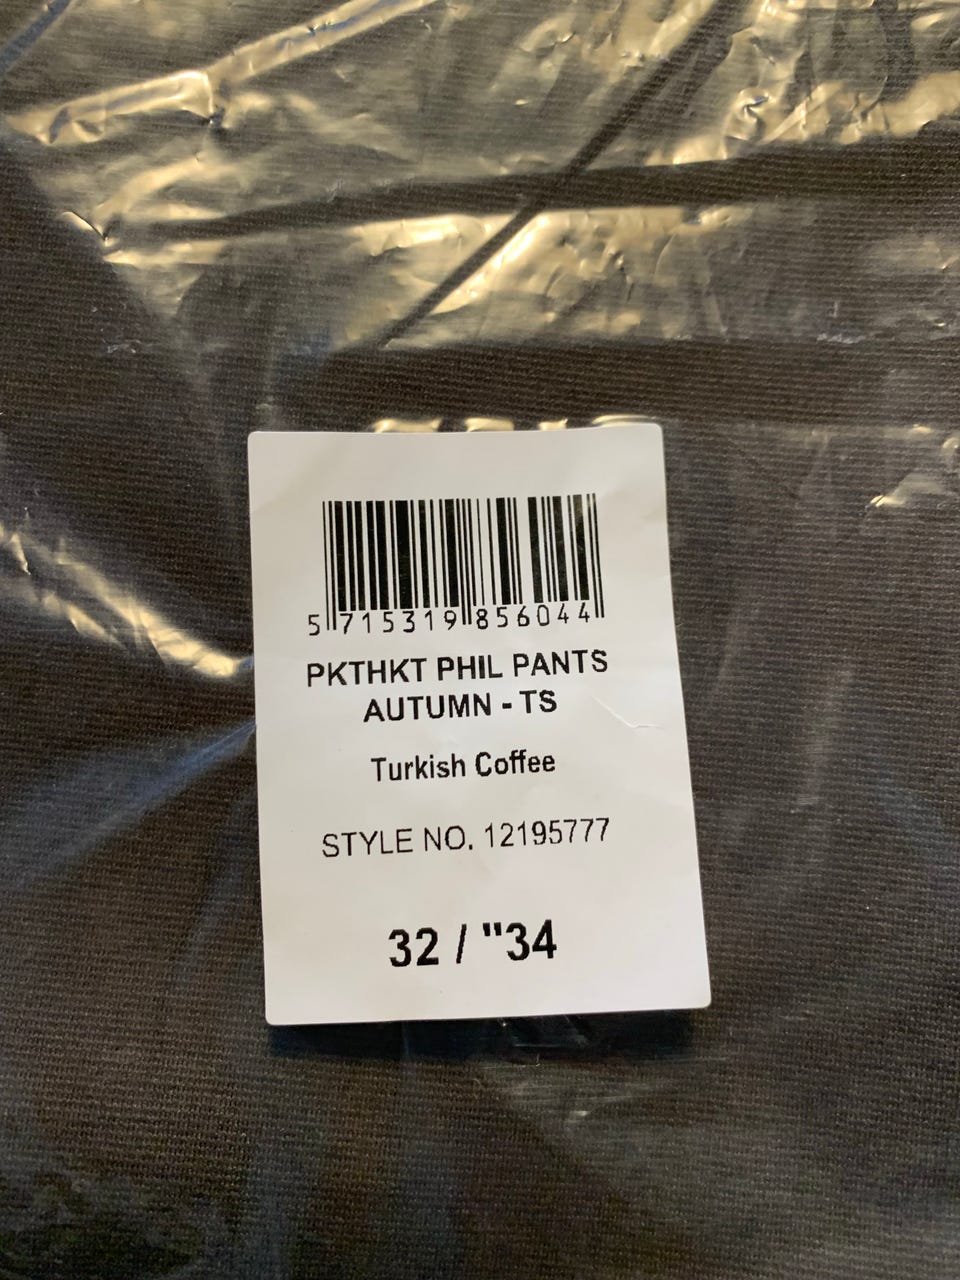 5 715319 856044
PKTHKT PHIL PANTS
AUTUMN - TS
Turkish Coffee
STYLE NO. 12195777
32 / "34